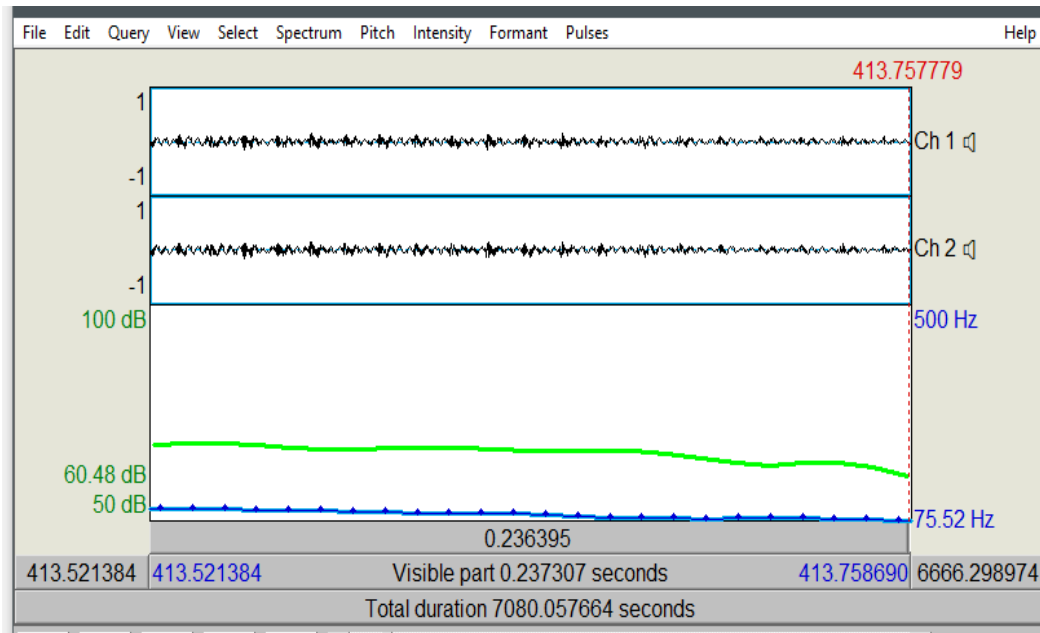 File Edit Query View Select Spectrum Pitch Intensity Formant Pulses Help
413.757779
1
Ch 1
-1
1
Ch 2
-1
100 dB 500 Hz
60.48 dB
50 dB 75.52 Hz
0.236395
413.521384 413.521384 Visible part 0.237307 seconds 413.758690 6666.298974
Total duration 7080.057664 seconds